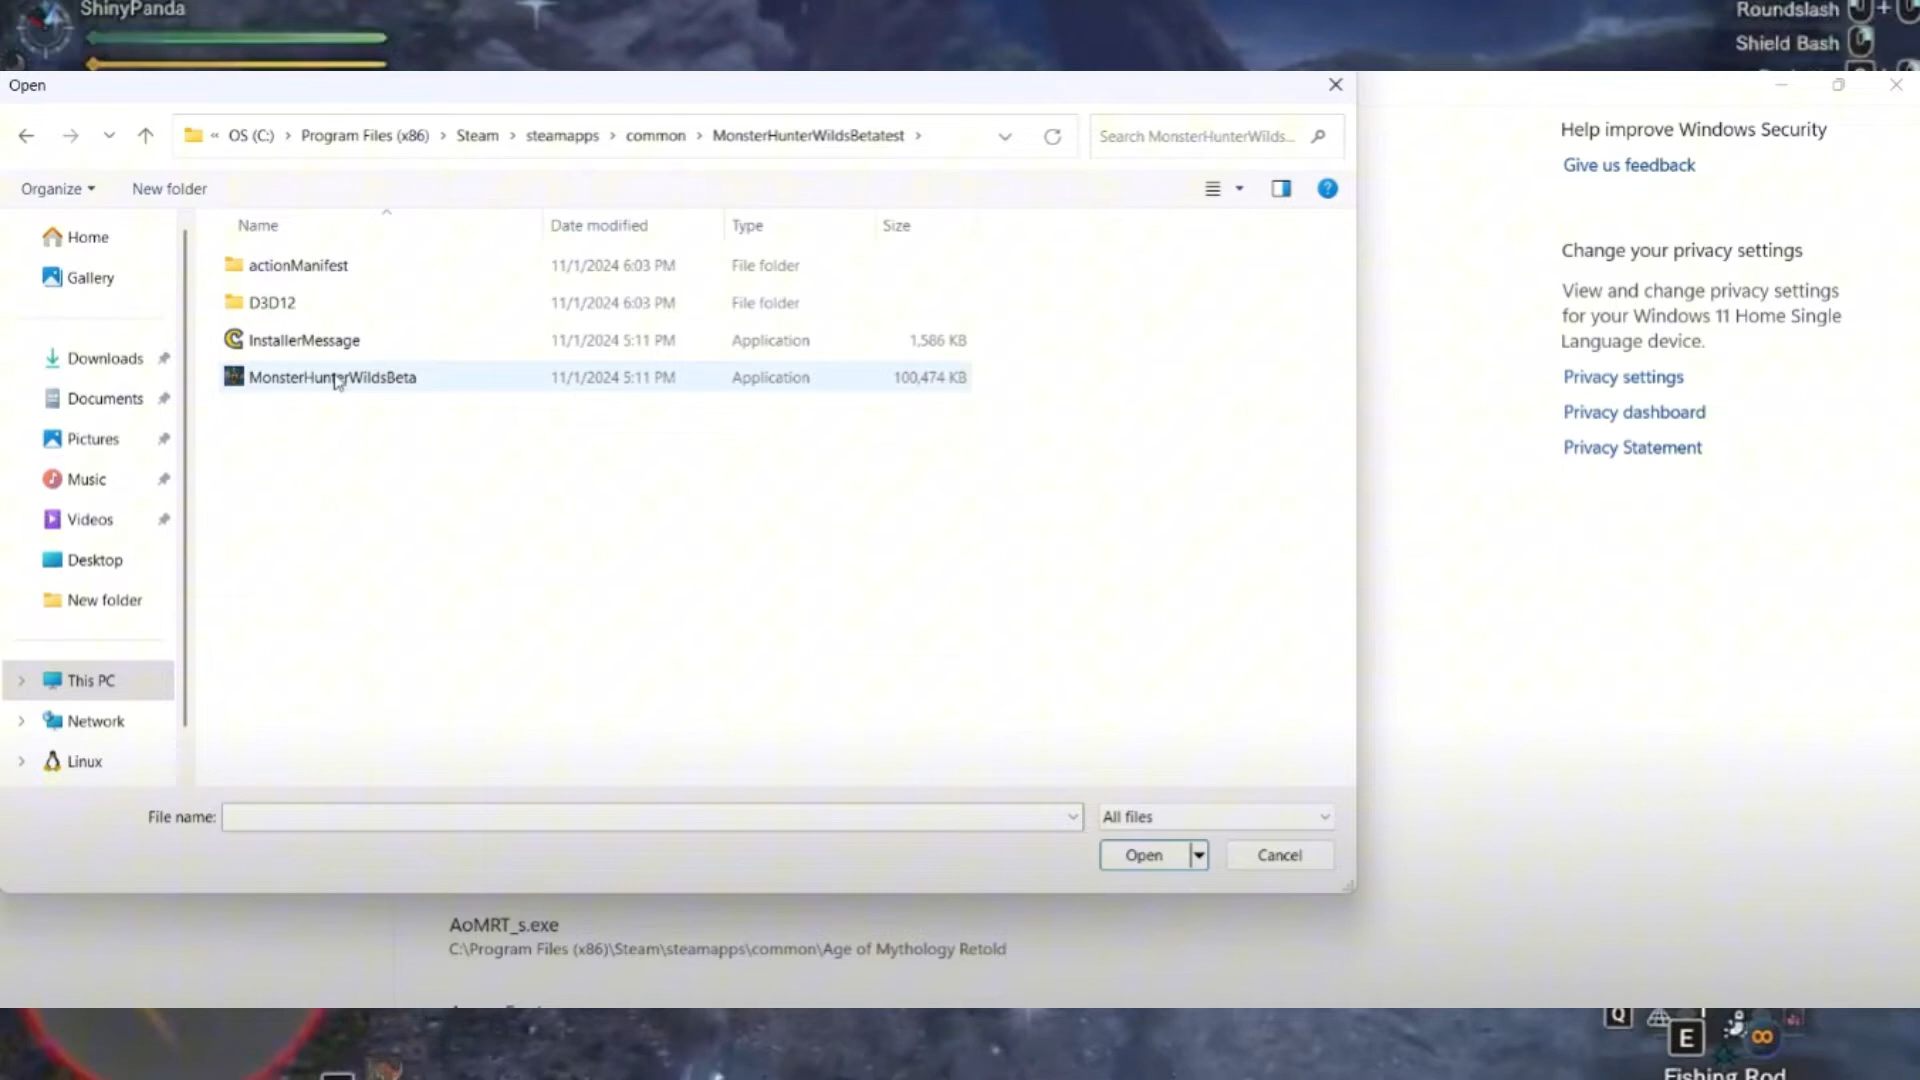 ShinyPanda
Roundslash
+
Shield Bash
Open
« OS (C:) > Program Files (x86) > Steam > steamapps > common > MonsterHunterWildsBetatest >
Search MonsterHunterWilds...
Organize
New folder
?
Home
Gallery
Downloads
Documents
Pictures
Music
Videos
Desktop
New folder
This PC
Network
Linux
Name
Date modified
Type
Size
actionManifest 11/1/2024 6:03 PM File folder
D3D12 11/1/2024 6:03 PM File folder
InstallerMessage 11/1/2024 5:11 PM Application 1,586 KB
MonsterHunterWildsBeta 11/1/2024 5:11 PM Application 100,474 KB
File name:
All files
Open
Cancel
Help improve Windows Security
Give us feedback
Change your privacy settings
View and change privacy settings
for your Windows 11 Home Single
Language device.
Privacy settings
Privacy dashboard
Privacy Statement
AoMRT_s.exe
C:\Program Files (x86)\Steam\steamapps\common\Age of Mythology Retold
Q
E
Fishing Rod